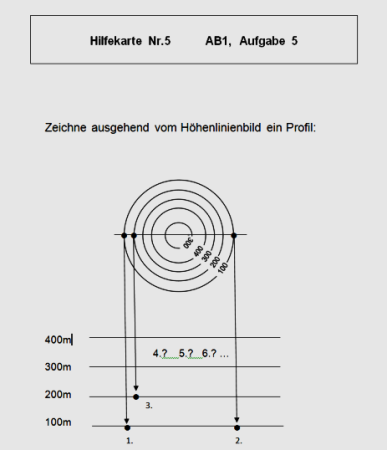 Hilfekarte Nr.5 AB1, Aufgabe 5
Zeichne ausgehend vom Höhenlinienbild ein Profil:
300
400
300
200
100
400m
4.? 5.? 6.? ...
300m
200m
3.
100m
1. 2.